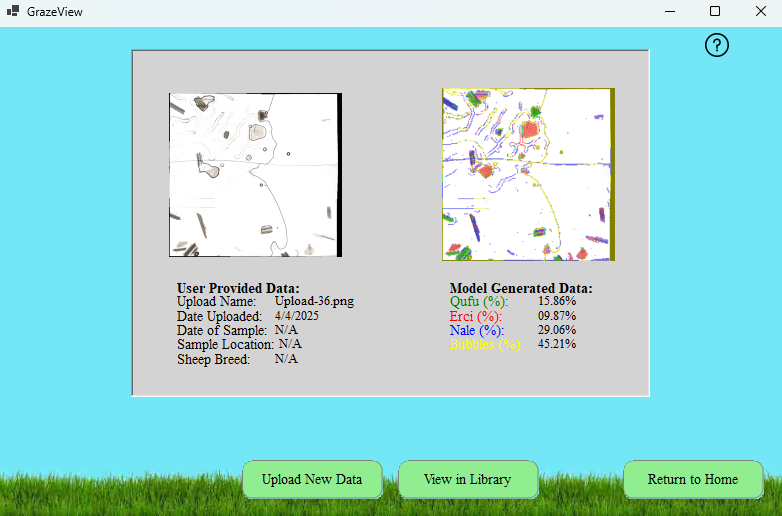 GrazeView
?
User Provided Data:
Upload Name: Upload-36.png
Date Uploaded: 4/4/2025
Date of Sample: N/A
Sample Location: N/A
Sheep Breed: N/A
Model Generated Data:
Qufu (%): 15.86%
Erci (%): 09.87%
Nale (%): 29.06%
Bubbles (%): 45.21%
Upload New Data
View in Library
Return to Home